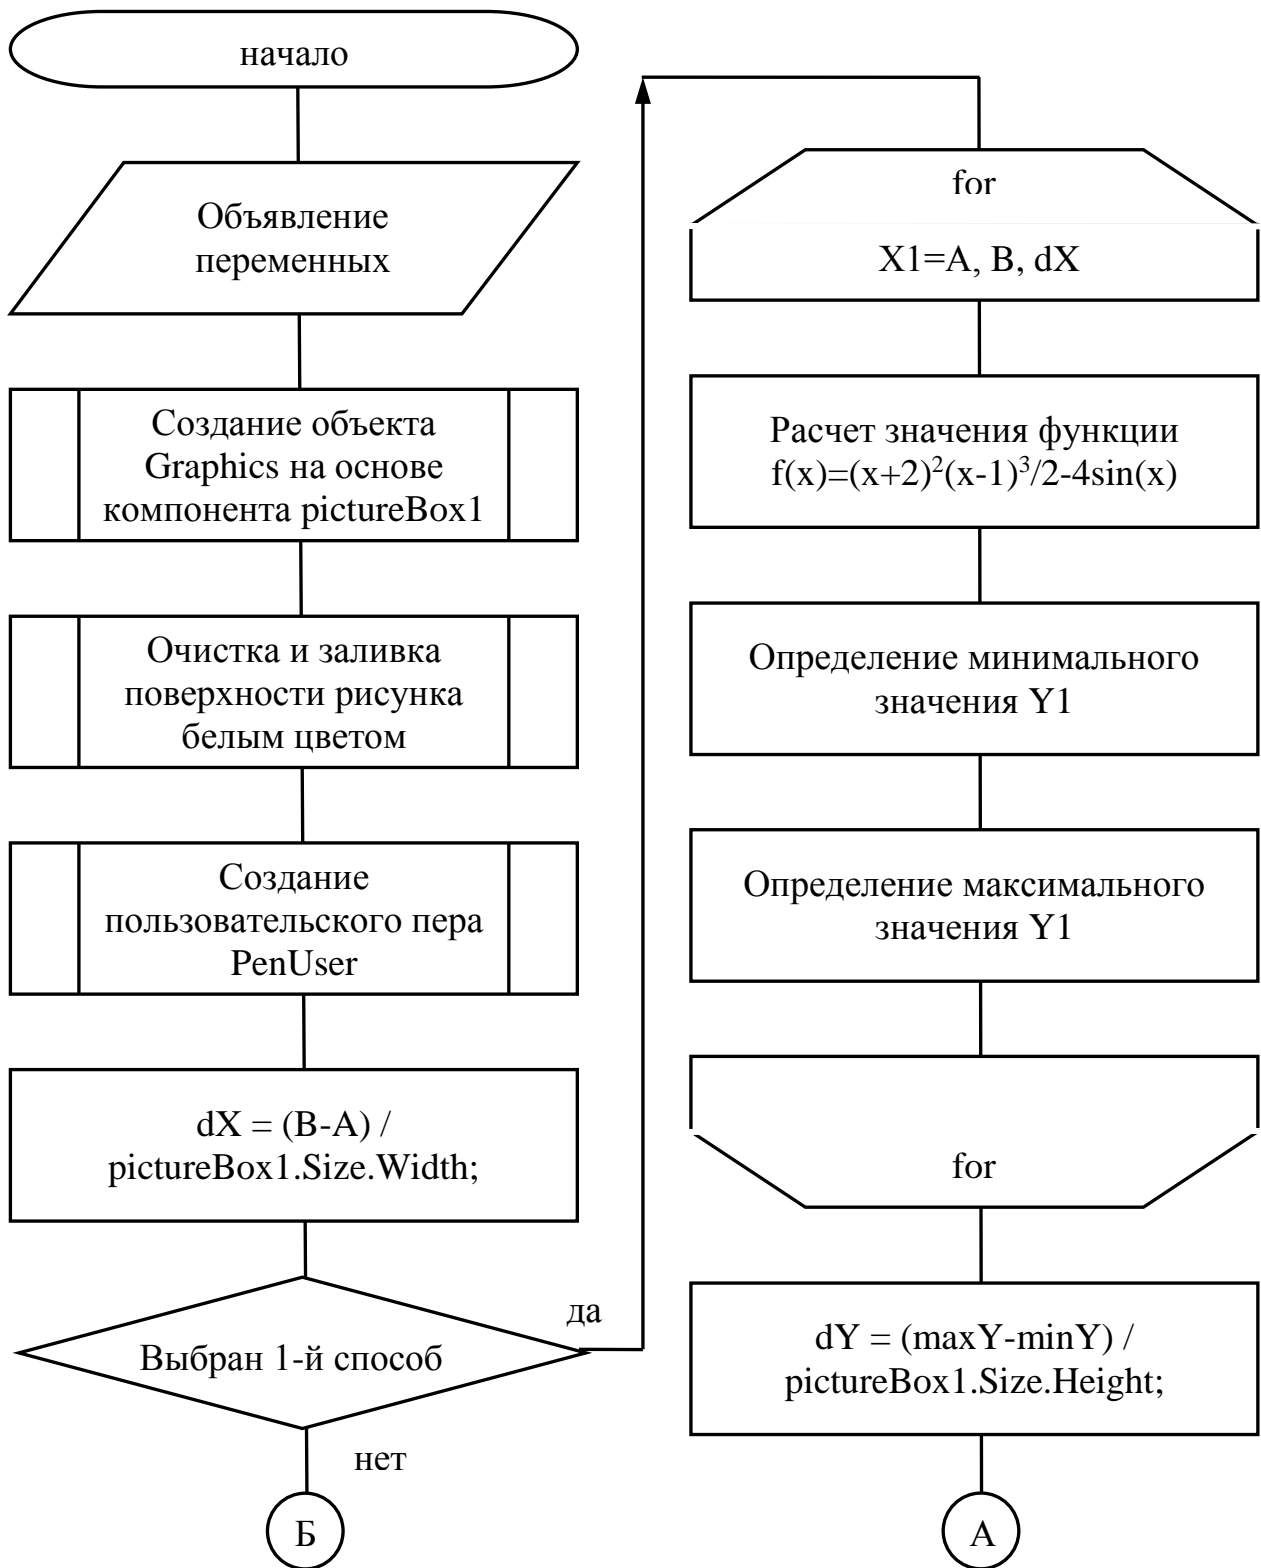 начало
Объявление
переменных
Создание объекта
Graphics на основе
компонента pictureBox1
Очистка и заливка
поверхности рисунка
белым цветом
Создание
пользовательского пера
PenUser
dX = (B-A) /
pictureBox1.Size.Width;
Выбран 1-й способ
да
нет
Б
for
X1=A, B, dX
Расчет значения функции
f(x)=(x+2)²(x-1)³/2-4sin(x)
Определение минимального
значения Y1
Определение максимального
значения Y1
for
dY = (maxY-minY) /
pictureBox1.Size.Height;
А